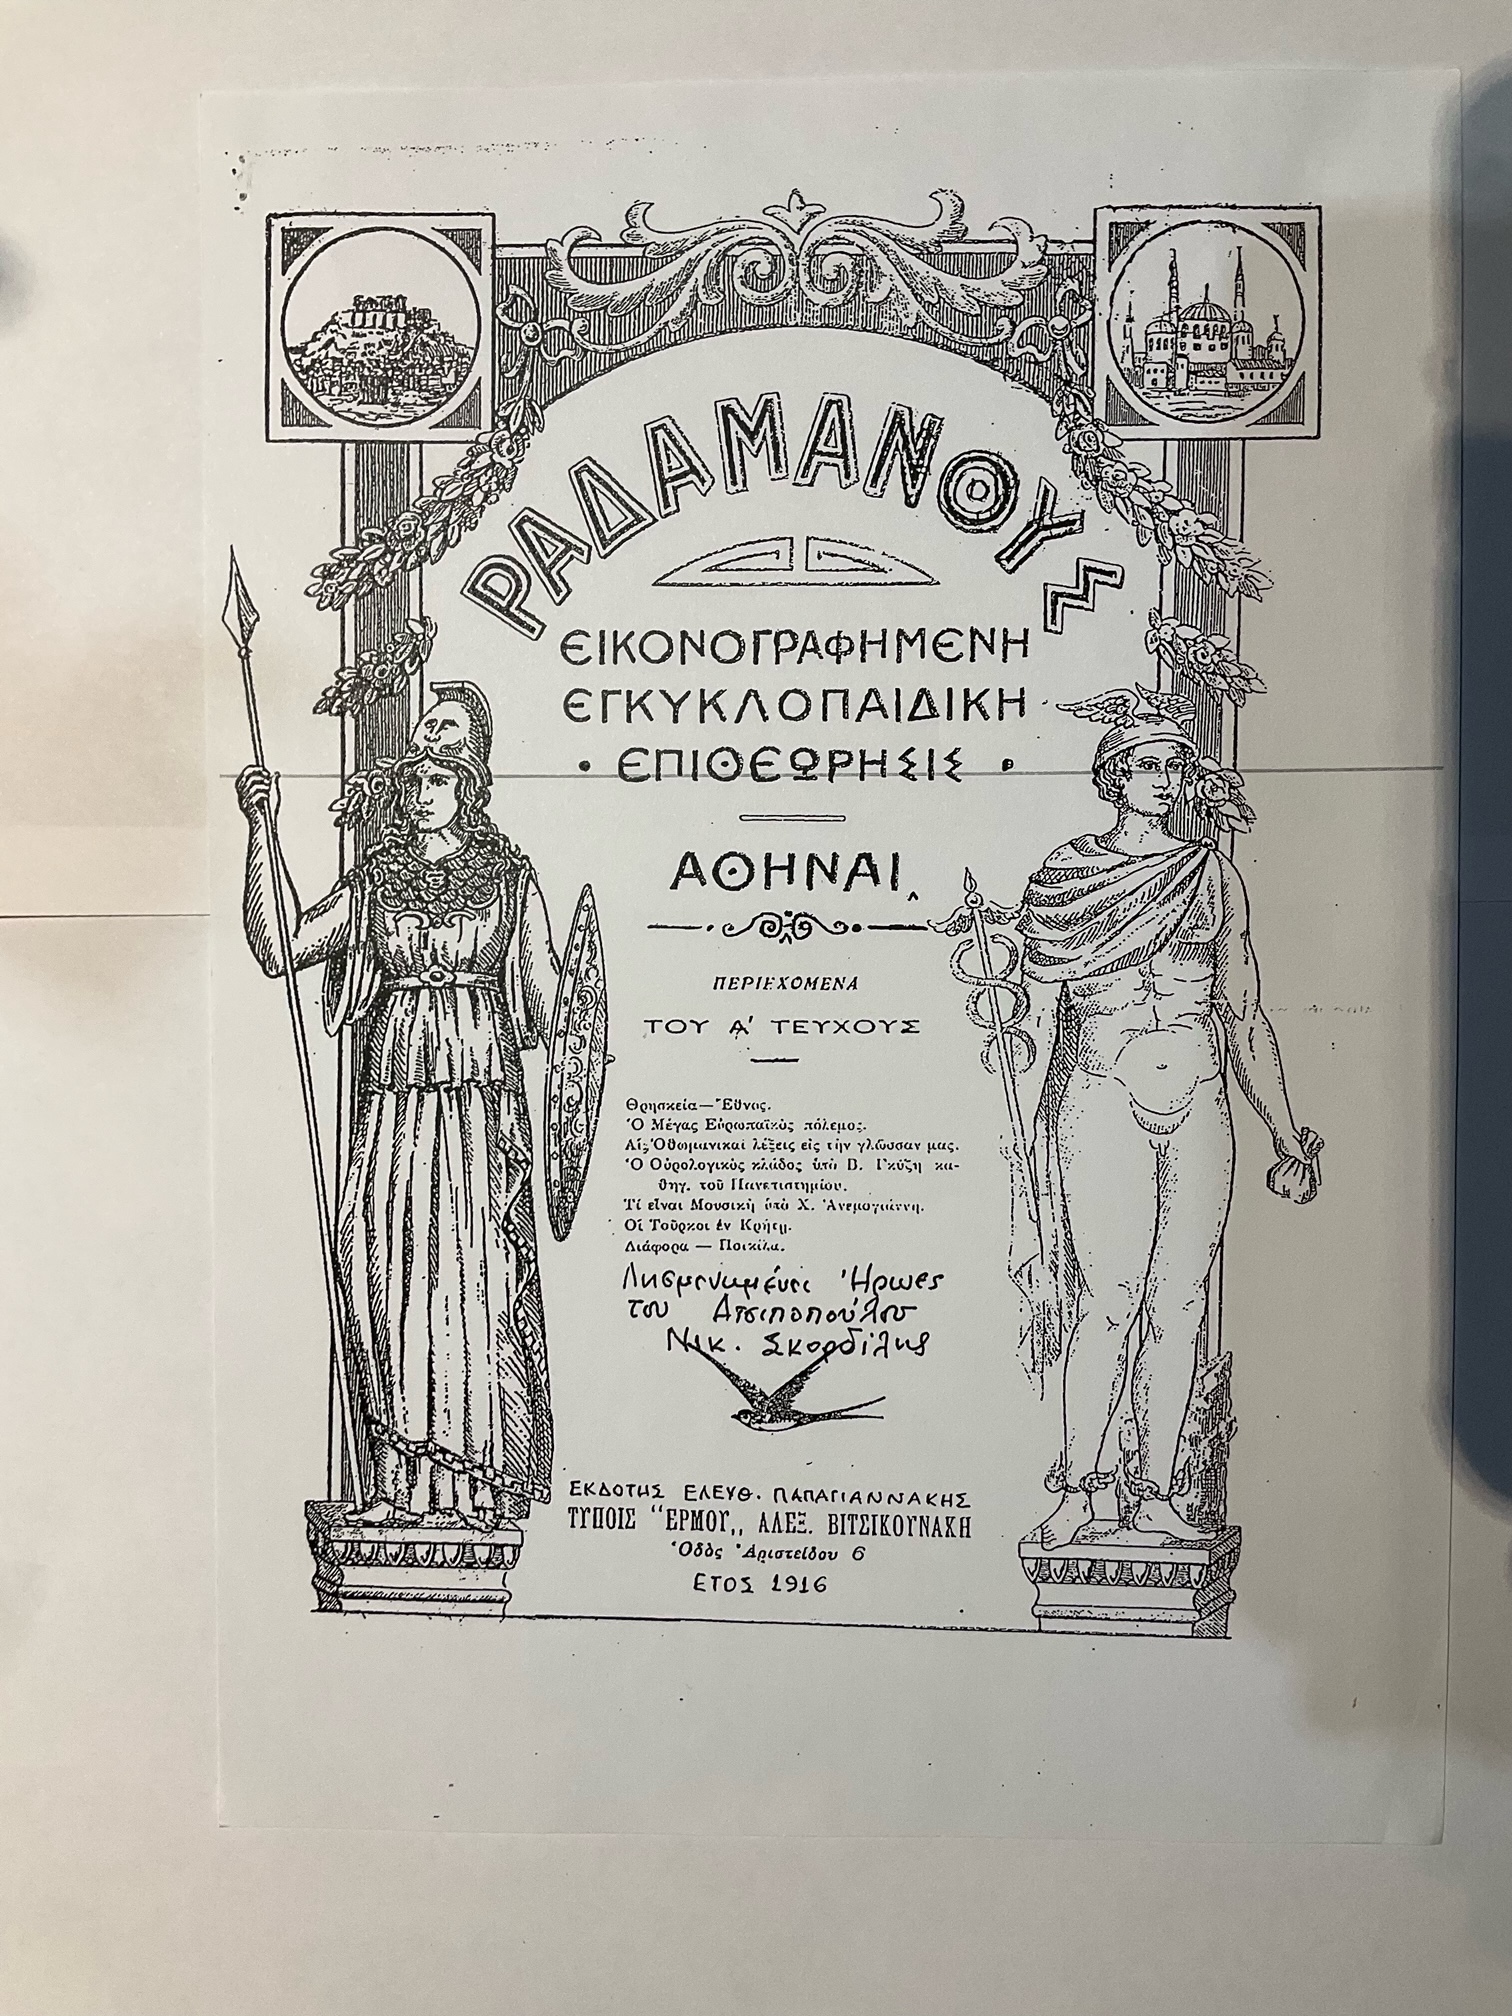 ΡΑΔΑΜΑΝΘΥΣ
ΕΙΚΟΝΟΓΡΑΦΗΜΕΝΗ
ΕΓΚΥΚΛΟΠΑΙΔΙΚΗ
• ΕΠΙΘΕΩΡΗΣΙΣ •
ΑΘΗΝΑΙ
ΠΕΡΙΕΧΟΜΕΝΑ
ΤΟΥ Α' ΤΕΥΧΟΥΣ
Θρησκεία—Ἔθνος.
Ὁ Μέγας Εὐρωπαϊκὸς πόλεμος.
Αἱ Ὀθωμανικαὶ λέξεις εἰς τὴν γλῶσσαν μας.
Ὁ Οὐρολογικὸς κλάδος ὑπὸ Β. Γκύζη κα-
θηγ. τοῦ Πανεπιστημίου.
Τί εἶναι Μουσικὴ ὑπὸ Χ. Ἀνεμογιάννη.
Οἱ Τοῦρκοι ἐν Κρήτῃ.
Διάφορα — Ποικίλα.
Λησμονημένοι Ήρωες
του Ατσιποπούλου
Νικ. Σκορδίλης
ΕΚΔΟΤΗΣ ΕΛΕΥΘ. ΠΑΠΑΓΙΑΝΝΑΚΗΣ
ΤΥΠΟΙΣ "ΕΡΜΟΥ,, ΑΛΕΞ. ΒΙΤΣΙΚΟΥΝΑΚΗ
Ὁδὸς Ἀριστείδου 6
ΕΤΟΣ 1916